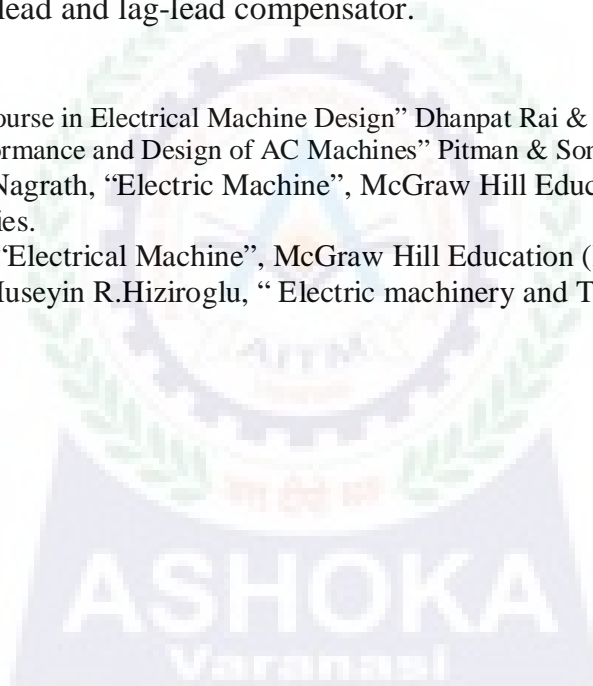 lead and lag-lead compensator.
ourse in Electrical Machine Design” Dhanpat Rai &
ormance and Design of AC Machines” Pitman & Son
Nagrath, “Electric Machine”, McGraw Hill Educ
ies.
“Electrical Machine”, McGraw Hill Education (
Huseyin R.Hiziroglu, “ Electric machinery and T
AITM
ASHOKA
Varanasi